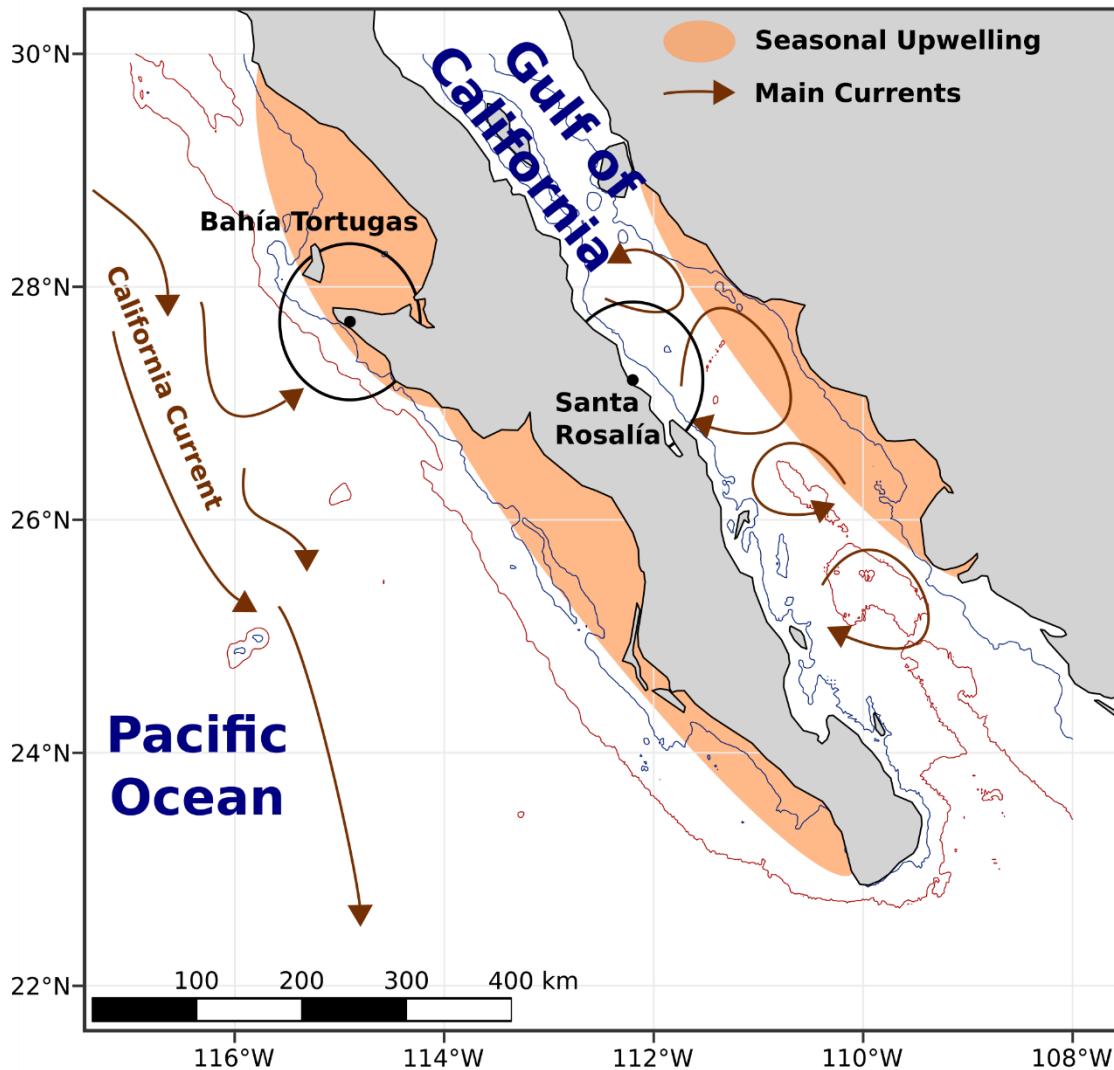 Seasonal Upwelling
Main Currents
Gulf of
California
Bahía Tortugas
California Current
Santa
Rosalía
Pacific
Ocean
100 200 300 400 km
30°N
28°N
26°N
24°N
22°N
116°W 114°W 112°W 110°W 108°W